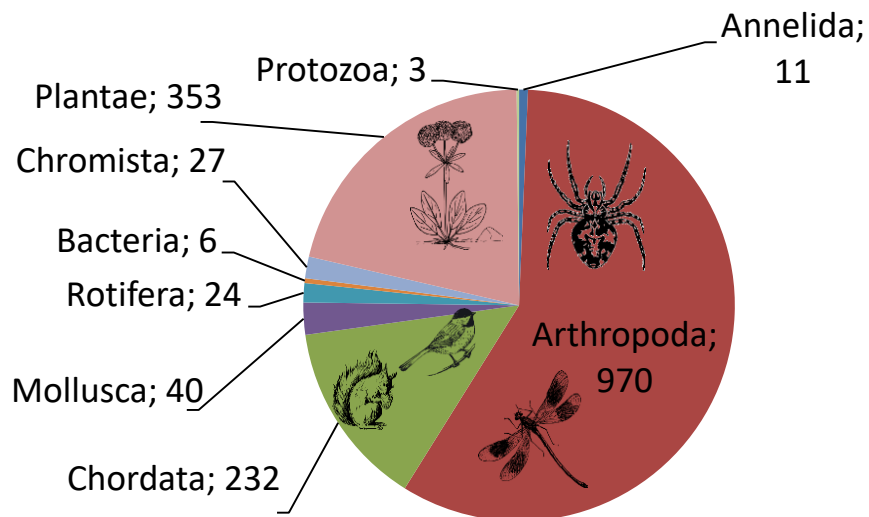 Annelida;
11
Protozoa; 3
Plantae; 353
Chromista; 27
Bacteria; 6
Rotifera; 24
Arthropoda;
970
Mollusca; 40
Chordata; 232